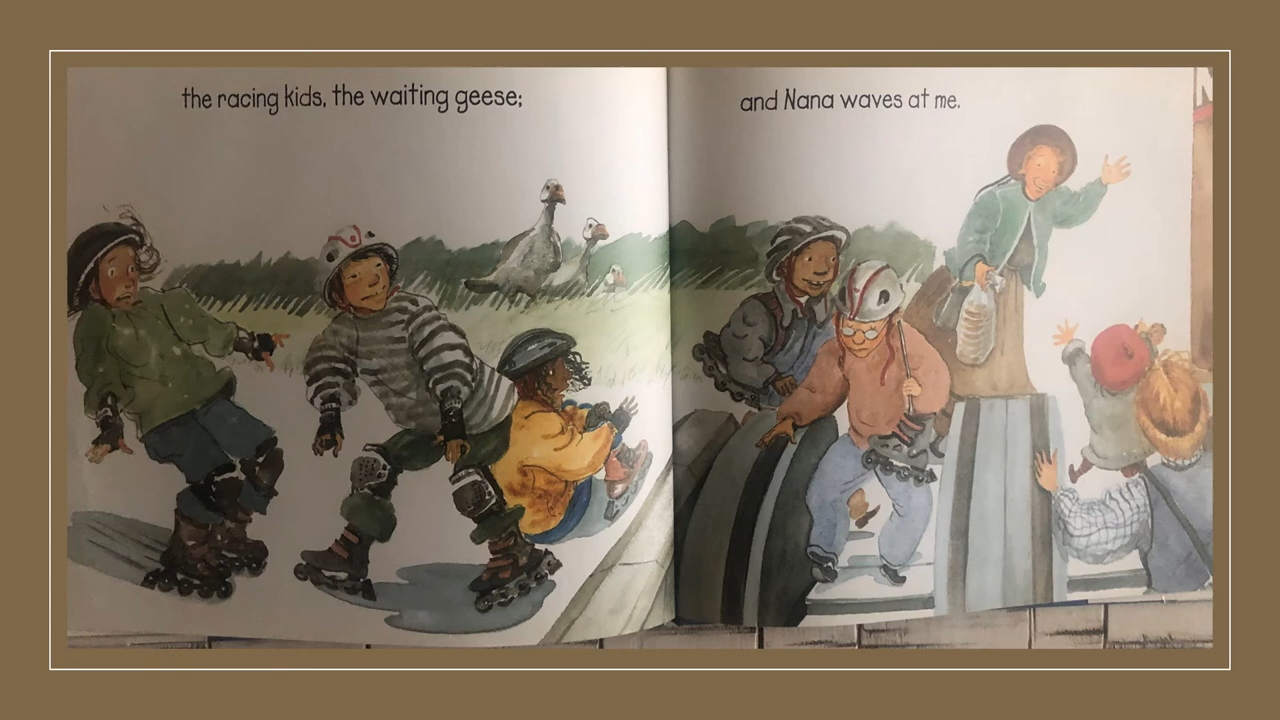 the racing kids, the waiting geese;
and Nana waves at me.